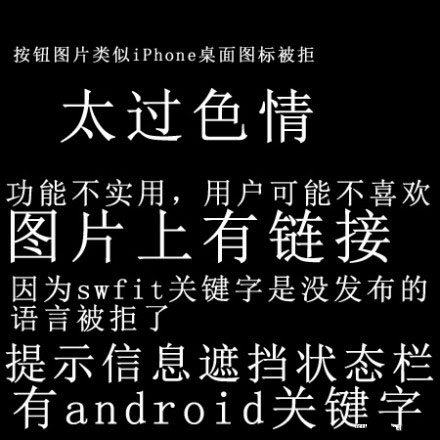 按钮图片类似iPhone桌面图标被拒
太过色情
功能不实用，用户可能不喜欢
图片上有链接
因为swfit关键字是没发布的
语言被拒了
提示信息遮挡状态栏
有android关键字